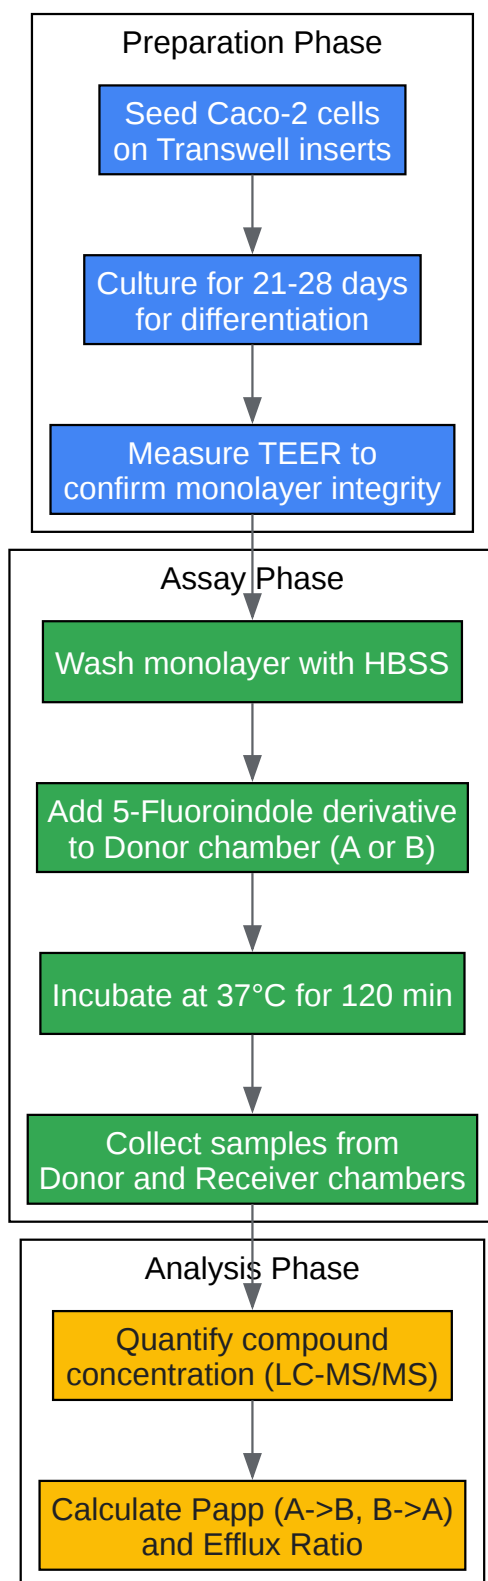 Preparation Phase
Seed Caco-2 cells
on Transwell inserts
Culture for 21-28 days
for differentiation
Measure TEER to
confirm monolayer integrity
Assay Phase
Wash monolayer with HBSS
Add 5-Fluoroindole derivative
to Donor chamber (A or B)
Incubate at 37°C for 120 min
Collect samples from
Donor and Receiver chambers
Analysis Phase
Quantify compound
concentration (LC-MS/MS)
Calculate Papp (A->B, B->A)
and Efflux Ratio